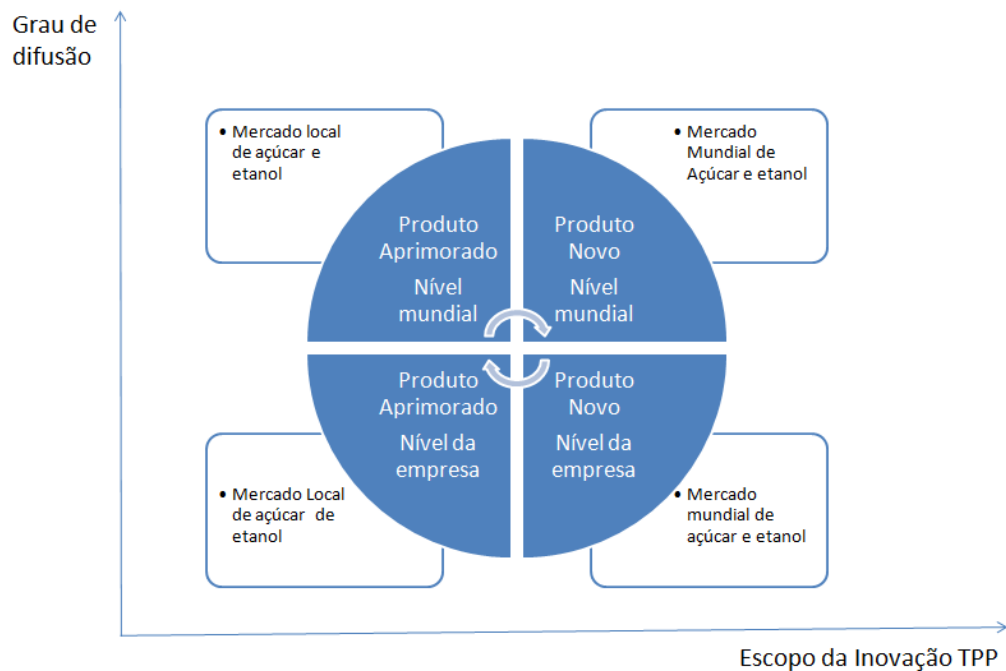 Grau de
difusão
• Mercado local
de açúcar e
etanol
• Mercado
Mundial de
Açúcar e etanol
Produto
Aprimorado
Nível
mundial
Produto
Novo
Nível
mundial
Produto
Aprimorado
Nível da
empresa
Produto
Novo
Nível da
empresa
• Mercado Local
de açúcar de
etanol
• Mercado
mundial de
açúcar e etanol
Escopo da Inovação TPP